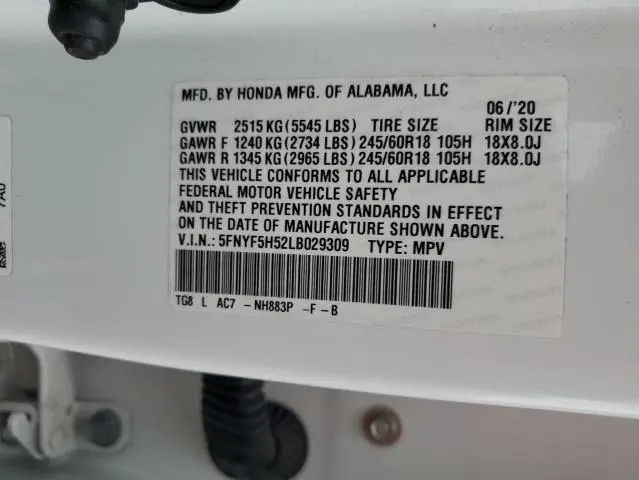 MFD. BY HONDA MFG. OF ALABAMA, LLC
06/'20
GVWR 2515 KG (5545 LBS) TIRE SIZE RIM SIZE
GAWR F 1240 KG (2734 LBS) 245/60R18 105H 18X8.0J
GAWR R 1345 KG (2965 LBS) 245/60R18 105H 18X8.0J
THIS VEHICLE CONFORMS TO ALL APPLICABLE
FEDERAL MOTOR VEHICLE SAFETY
AND THEFT PREVENTION STANDARDS IN EFFECT
ON THE DATE OF MANUFACTURE SHOWN ABOVE.
V.I.N.: 5FNYF5H52LB029309 TYPE: MPV
TG8 L AC7 -NH883P -F-B